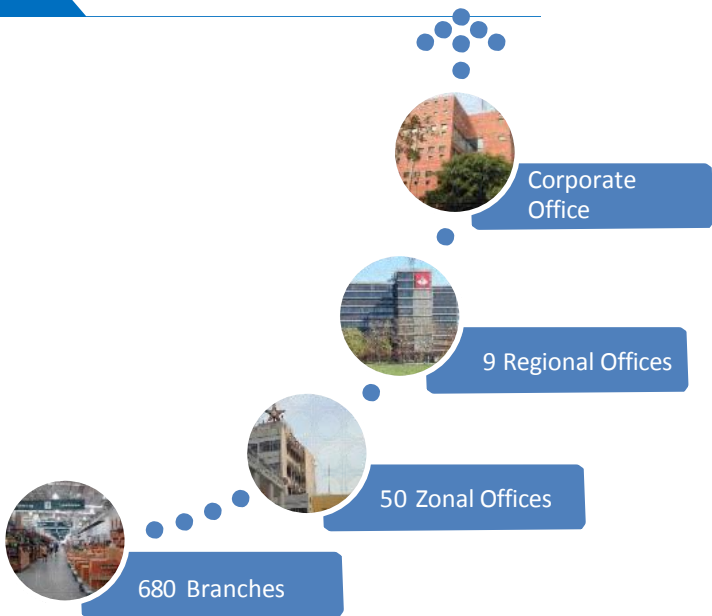 Corporate
Office
9 Regional Offices
50 Zonal Offices
680 Branches